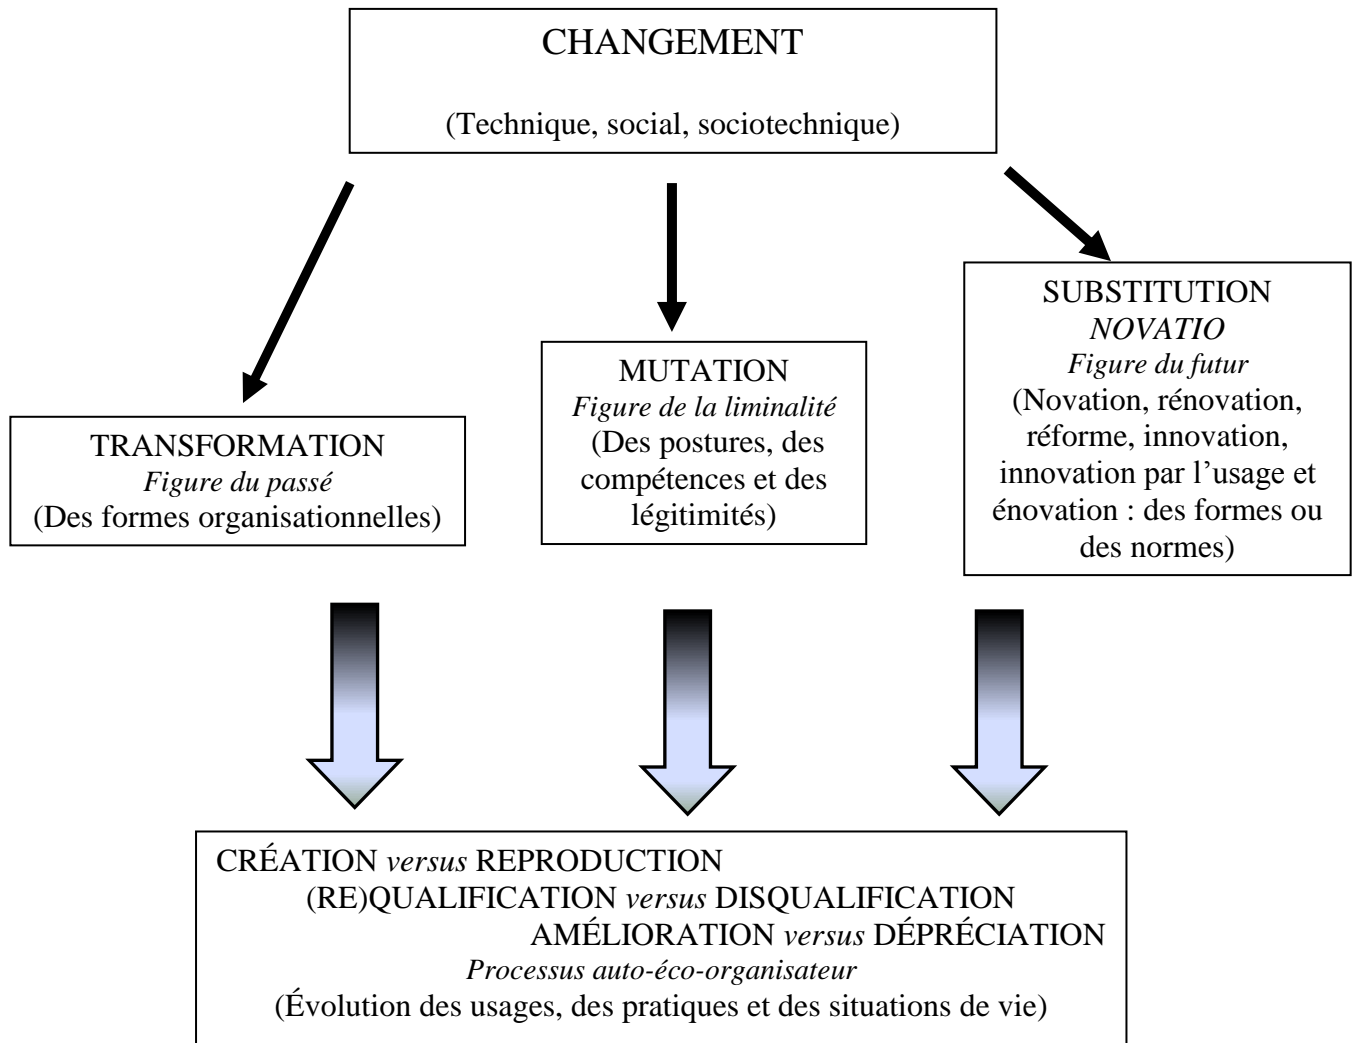 CHANGEMENT
(Technique, social, sociotechnique)
TRANSFORMATION
Figure du passé
(Des formes organisationnelles)
MUTATION
Figure de la liminalité
(Des postures, des
compétences et des
légitimités)
SUBSTITUTION
NOVATIO
Figure du futur
(Novation, rénovation,
réforme, innovation,
innovation par l’usage et
énovation : des formes ou
des normes)
CRÉATION versus REPRODUCTION
(RE)QUALIFICATION versus DISQUALIFICATION
AMÉLIORATION versus DÉPRÉCIATION
Processus auto-éco-organisateur
(Évolution des usages, des pratiques et des situations de vie)